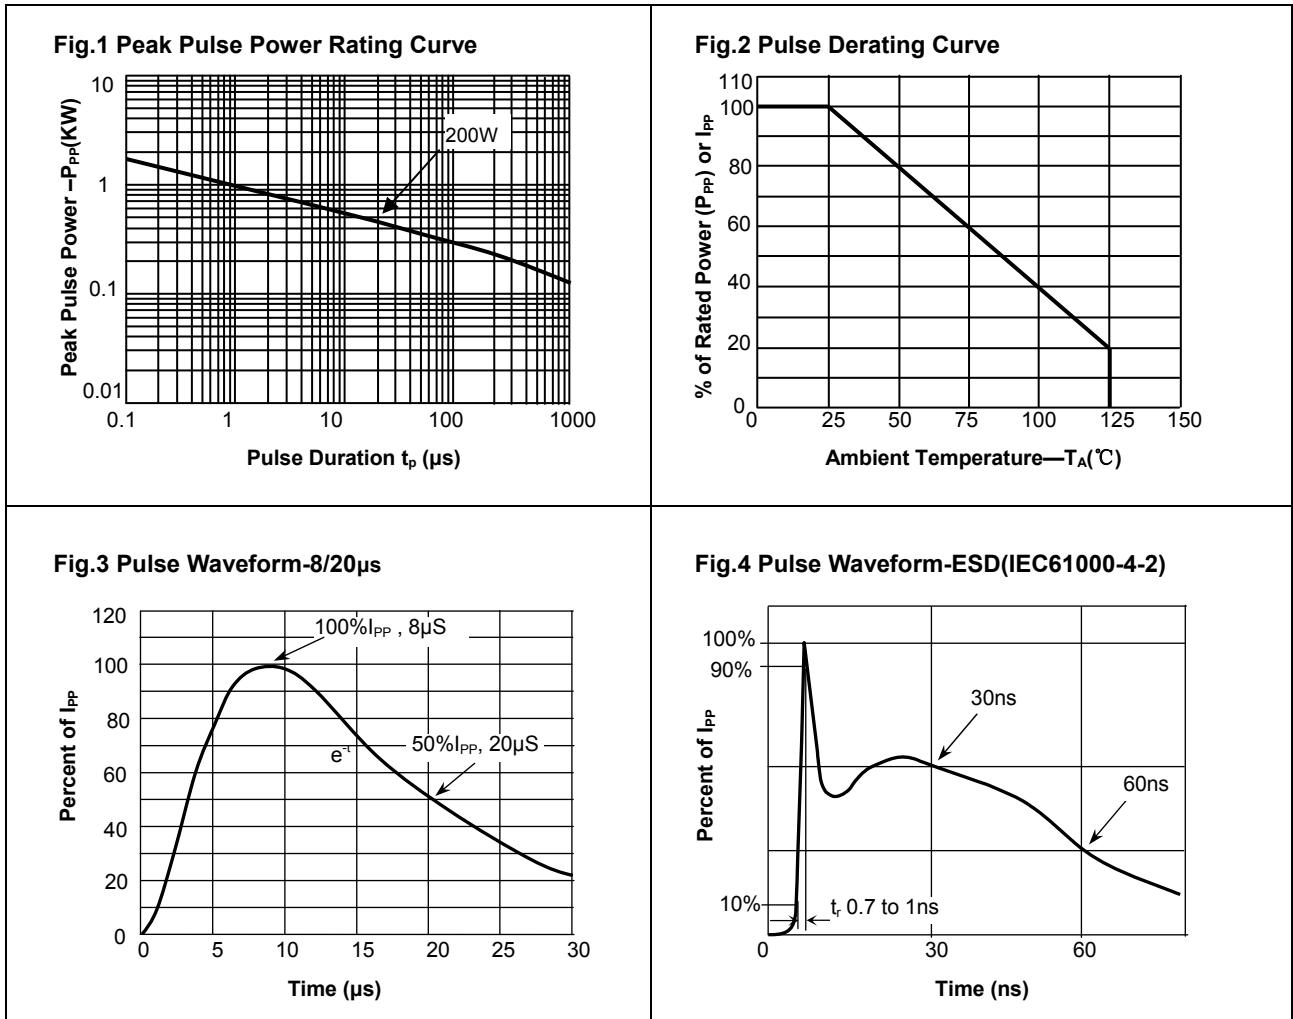 Fig.1 Peak Pulse Power Rating Curve
Peak Pulse Power –PPP(KW)
10
1
0.1
0.01
200W
0.1 1 10 100 1000
Pulse Duration tp (μs)
Fig.2 Pulse Derating Curve
% of Rated Power (PPP) or IPP
110
100
80
60
40
20
0
25 50 75 100 125 150
Ambient Temperature—TA(℃)
Fig.3 Pulse Waveform-8/20μs
Percent of IPP
120
100
80
60
40
20
0
100%IPP , 8μS
e-t
50%IPP, 20μS
0 5 10 15 20 25 30
Time (μs)
Fig.4 Pulse Waveform-ESD(IEC61000-4-2)
Percent of IPP
100%
90%
10%
30ns
60ns
tr 0.7 to 1ns
0 30 60
Time (ns)